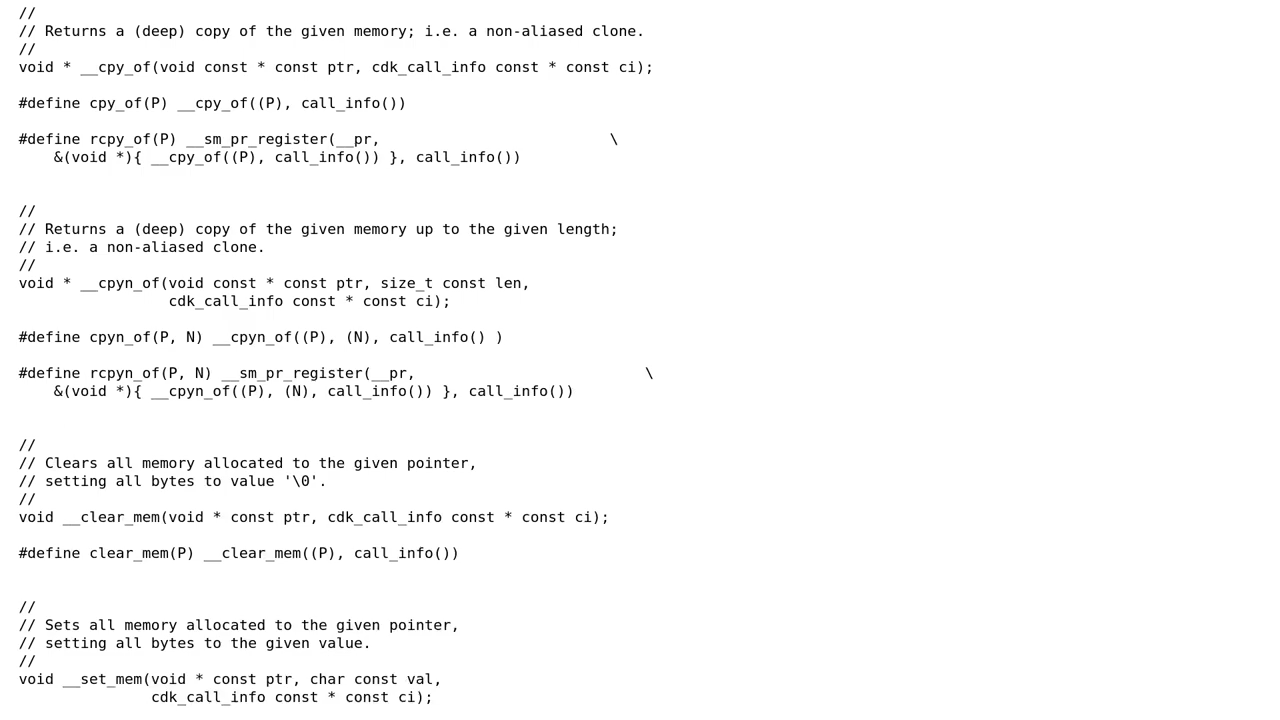 //
// Returns a (deep) copy of the given memory; i.e. a non-aliased clone.
//
void * __cpy_of(void const * const ptr, cdk_call_info const * const ci);

#define cpy_of(P) __cpy_of((P), call_info())

#define rcpy_of(P) __sm_pr_register(__pr,                          \
    &(void *){ __cpy_of((P), call_info()) }, call_info())


//
// Returns a (deep) copy of the given memory up to the given length;
// i.e. a non-aliased clone.
//
void * __cpyn_of(void const * const ptr, size_t const len,
                 cdk_call_info const * const ci);

#define cpyn_of(P, N) __cpyn_of((P), (N), call_info() )

#define rcpyn_of(P, N) __sm_pr_register(__pr,                          \
    &(void *){ __cpyn_of((P), (N), call_info()) }, call_info())


//
// Clears all memory allocated to the given pointer,
// setting all bytes to value '\0'.
//
void __clear_mem(void * const ptr, cdk_call_info const * const ci);

#define clear_mem(P) __clear_mem((P), call_info())


//
// Sets all memory allocated to the given pointer,
// setting all bytes to the given value.
//
void __set_mem(void * const ptr, char const val,
               cdk_call_info const * const ci);